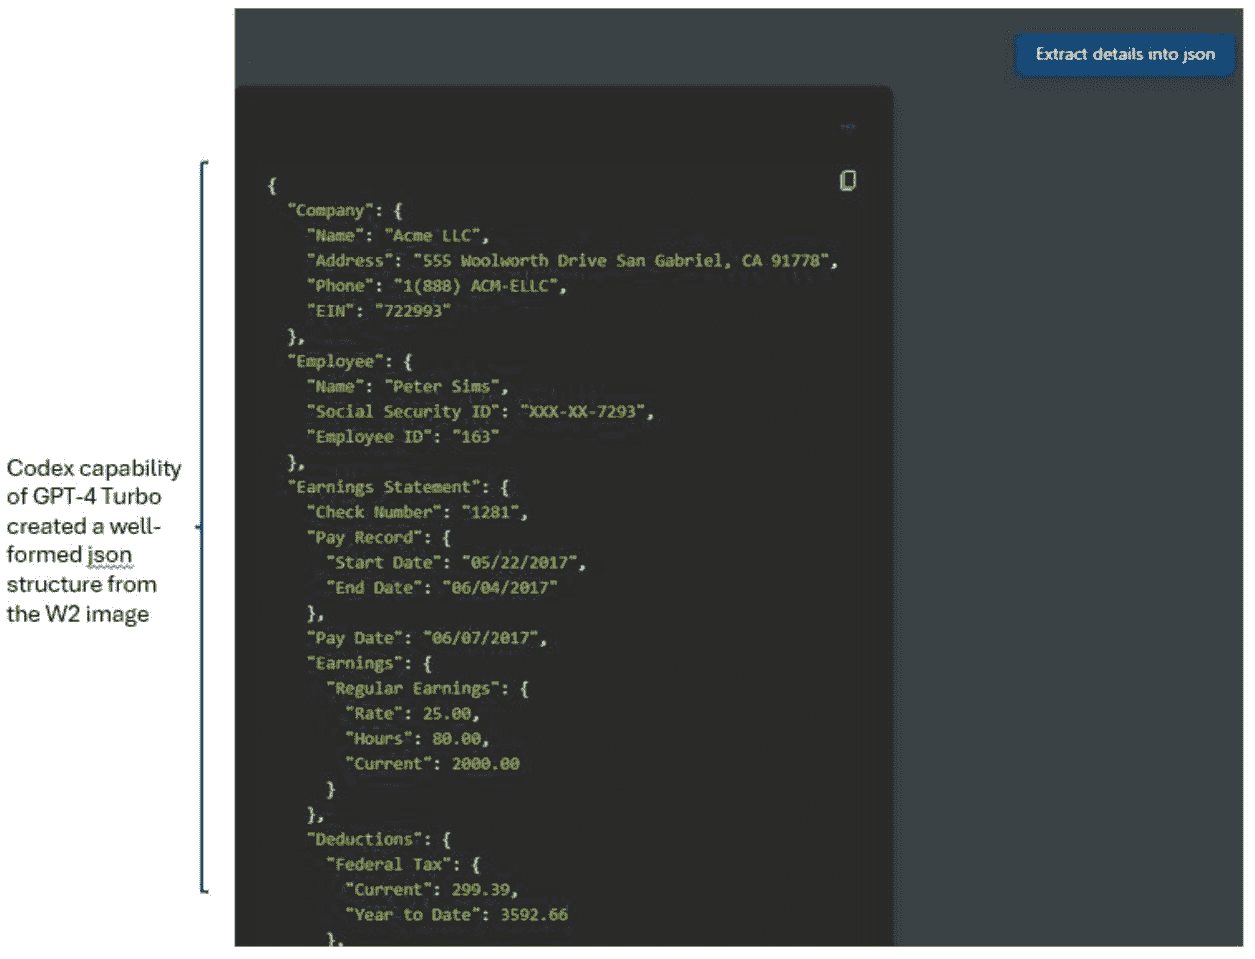 Extract details into json
{
"Company": {
"Name": "Acme LLC",
"Address": "555 Woolworth Drive San Gabriel, CA 91778",
"Phone": "1(888) ACM-ELLC",
"EIN": "722993"
},
"Employee": {
"Name": "Peter Sims",
"Social Security ID": "XXX-XX-7293",
"Employee ID": "163"
},
"Earnings Statement": {
"Check Number": "1281",
"Pay Record": {
"Start Date": "05/22/2017",
"End Date": "06/04/2017"
},
"Pay Date": "06/07/2017",
"Earnings": {
"Regular Earnings": {
"Rate": 25.00,
"Hours": 80.00,
"Current": 2000.00
}
},
"Deductions": {
"Federal Tax": {
"Current": 299.39,
"Year to Date": 3592.66
},
Codex capability
of GPT-4 Turbo
created a well-
formed json
structure from
the W2 image